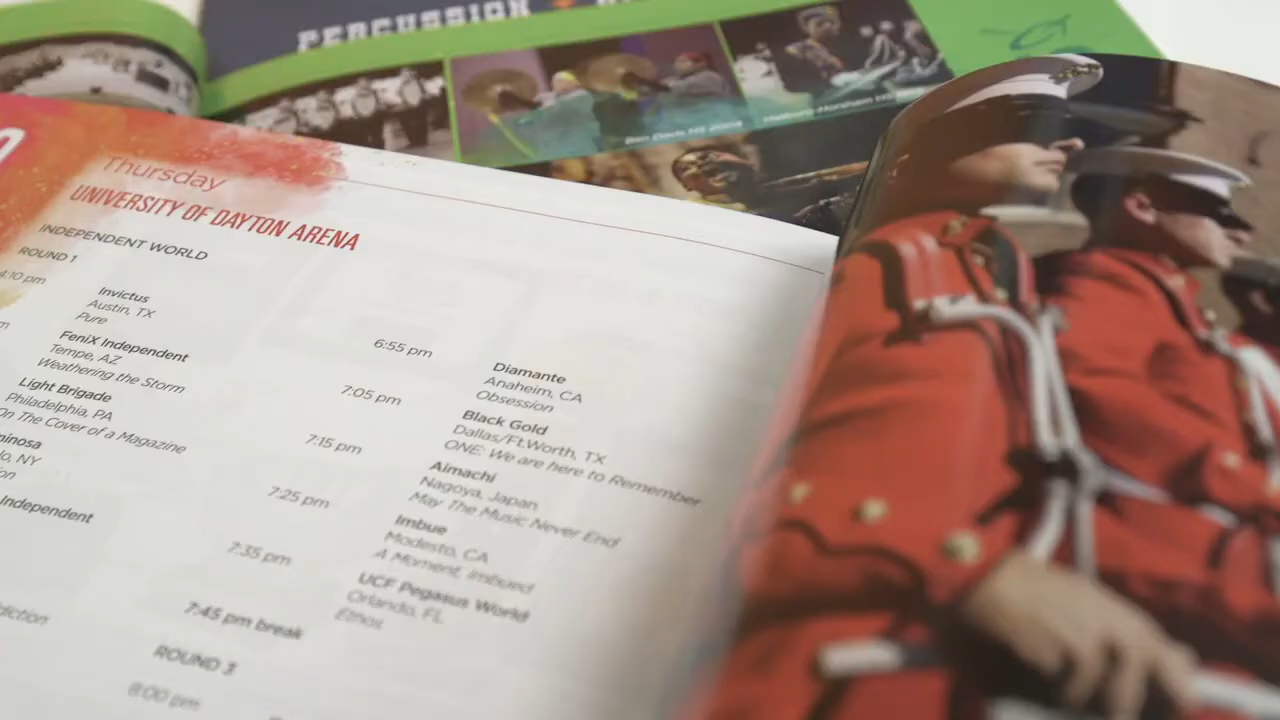 PERCUSSION
Thursday
UNIVERSITY OF DAYTON ARENA
INDEPENDENT WORLD
ROUND 1
4:10 pm
Invictus
Austin, TX
Pure
FeniX Independent
Tempe, AZ
Weathering the Storm
Light Brigade
Philadelphia, PA
On The Cover of a Magazine
Independent
6:55 pm
Diamante
Anaheim, CA
Obsession
7:05 pm
Black Gold
Dallas/Ft.Worth, TX
ONE: We are here to Remember
7:15 pm
Aimachi
Nagoya, Japan
May The Music Never End
7:25 pm
Imbue
Modesto, CA
A Moment, Imbued
7:35 pm
UCF Pegasus World
Orlando, FL
Ethos
7:45 pm break
ROUND 3
8:00 pm